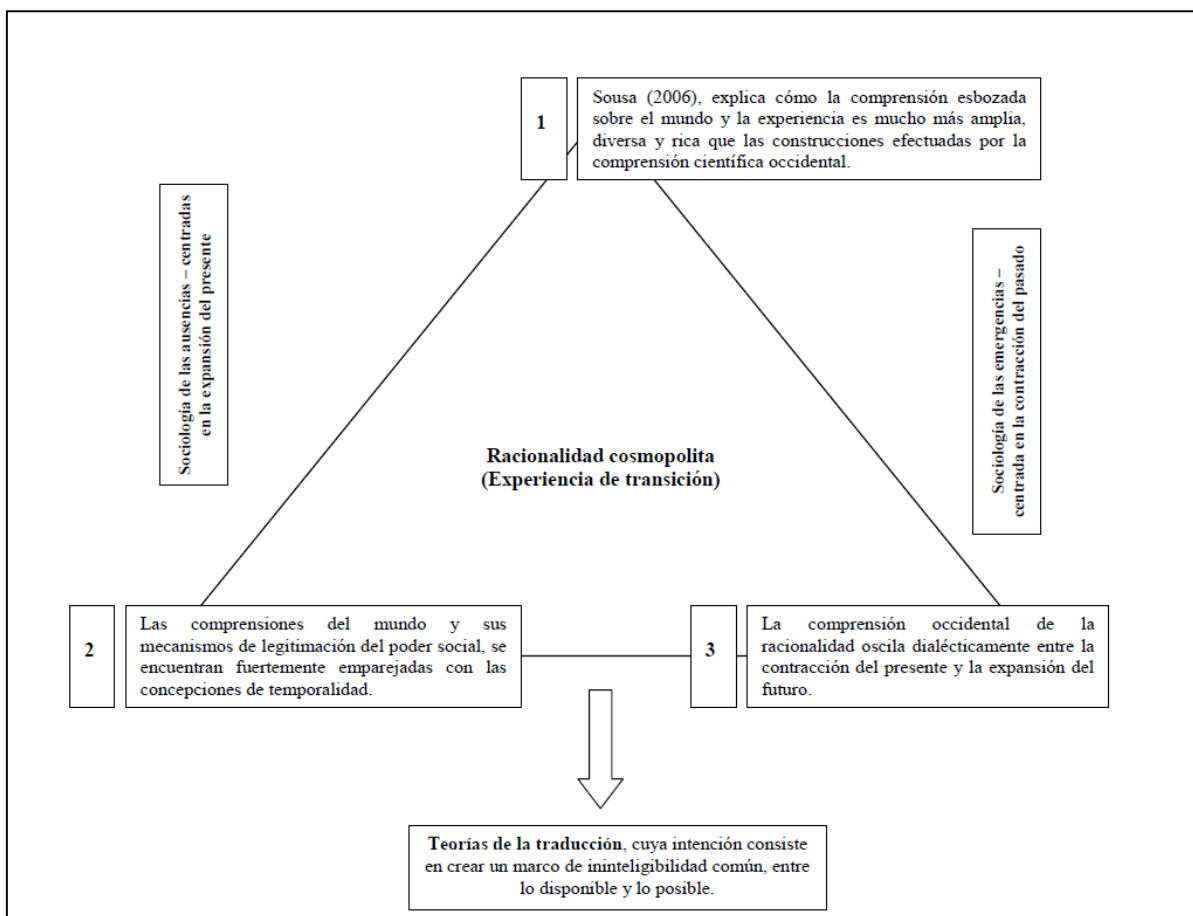 1
Sousa (2006), explica cómo la comprensión esbozada
sobre el mundo y la experiencia es mucho más amplia,
diversa y rica que las construcciones efectuadas por la
comprensión científica occidental.
Sociología de las ausencias – centradas
en la expansión del presente
Sociología de las emergencias –
centrada en la contracción del pasado
Racionalidad cosmopolita
(Experiencia de transición)
2
Las comprensiones del mundo y sus
mecanismos de legitimación del poder social, se
encuentran fuertemente emparejadas con las
concepciones de temporalidad.
3
La comprensión occidental de la
racionalidad oscila dialécticamente entre la
contracción del presente y la expansión del
futuro.
Teorías de la traducción, cuya intención consiste
en crear un marco de ininteligibilidad común, entre
lo disponible y lo posible.